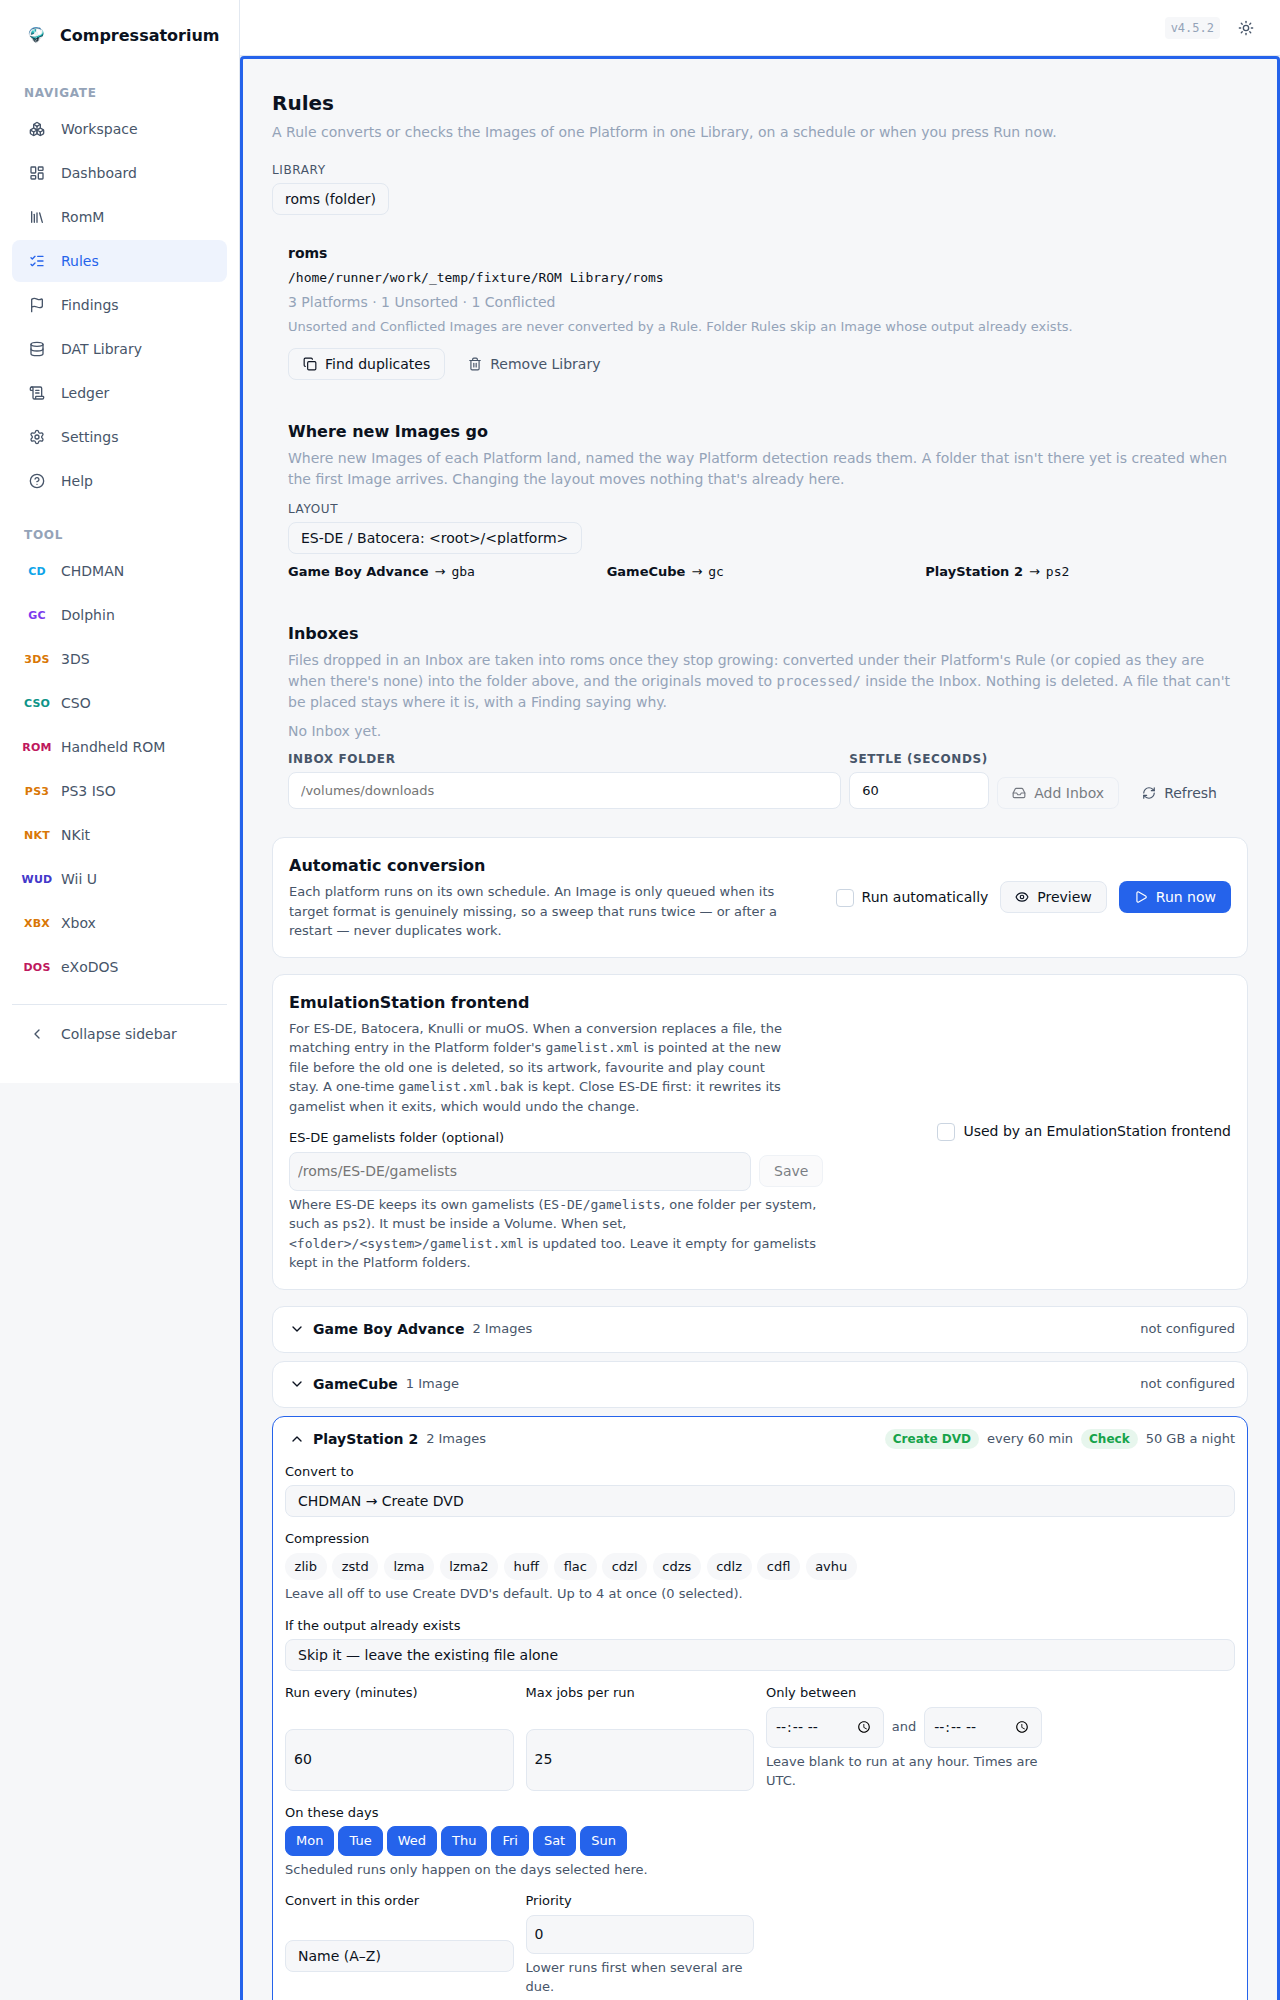 Compressatorium
v4.5.2
NAVIGATE
Workspace
Dashboard
RomM
Rules
Findings
DAT Library
Ledger
Settings
Help
TOOL
CD CHDMAN
GC Dolphin
3DS 3DS
CSO CSO
ROM Handheld ROM
PS3 PS3 ISO
NKT NKit
WUD Wii U
XBX Xbox
DOS eXoDOS
Collapse sidebar
Rules
A Rule converts or checks the Images of one Platform in one Library, on a schedule or when you press Run now.
LIBRARY
roms (folder)
roms
/home/runner/work/_temp/fixture/ROM Library/roms
3 Platforms · 1 Unsorted · 1 Conflicted
Unsorted and Conflicted Images are never converted by a Rule. Folder Rules skip an Image whose output already exists.
Find duplicates Remove Library
Where new Images go
Where new Images of each Platform land, named the way Platform detection reads them. A folder that isn't there yet is created when
the first Image arrives. Changing the layout moves nothing that's already here.
LAYOUT
ES-DE / Batocera: <root>/<platform>
Game Boy Advance → gba GameCube → gc PlayStation 2 → ps2
Inboxes
Files dropped in an Inbox are taken into roms once they stop growing: converted under their Platform's Rule (or copied as they are
when there's none) into the folder above, and the originals moved to processed/ inside the Inbox. Nothing is deleted. A file that can't
be placed stays where it is, with a Finding saying why.
No Inbox yet.
INBOX FOLDER SETTLE (SECONDS)
/volumes/downloads 60 Add Inbox Refresh
Automatic conversion
Each platform runs on its own schedule. An Image is only queued when its
target format is genuinely missing, so a sweep that runs twice — or after a
restart — never duplicates work.
Run automatically Preview Run now
EmulationStation frontend
For ES-DE, Batocera, Knulli or muOS. When a conversion replaces a file, the
matching entry in the Platform folder's gamelist.xml is pointed at the new
file before the old one is deleted, so its artwork, favourite and play count
stay. A one-time gamelist.xml.bak is kept. Close ES-DE first: it rewrites its
gamelist when it exits, which would undo the change.
Used by an EmulationStation frontend
ES-DE gamelists folder (optional)
/roms/ES-DE/gamelists Save
Where ES-DE keeps its own gamelists (ES-DE/gamelists, one folder per system,
such as ps2). It must be inside a Volume. When set,
<folder>/<system>/gamelist.xml is updated too. Leave it empty for gamelists
kept in the Platform folders.
Game Boy Advance 2 Images not configured
GameCube 1 Image not configured
PlayStation 2 2 Images Create DVD every 60 min Check 50 GB a night
Convert to
CHDMAN → Create DVD
Compression
zlib zstd lzma lzma2 huff flac cdzl cdzs cdlz cdfl avhu
Leave all off to use Create DVD's default. Up to 4 at once (0 selected).
If the output already exists
Skip it — leave the existing file alone
Run every (minutes) Max jobs per run Only between
60 25 --:-- -- and --:-- --
Leave blank to run at any hour. Times are
UTC.
On these days
Mon Tue Wed Thu Fri Sat Sun
Scheduled runs only happen on the days selected here.
Convert in this order Priority
Name (A–Z) 0
Lower runs first when several are
due.